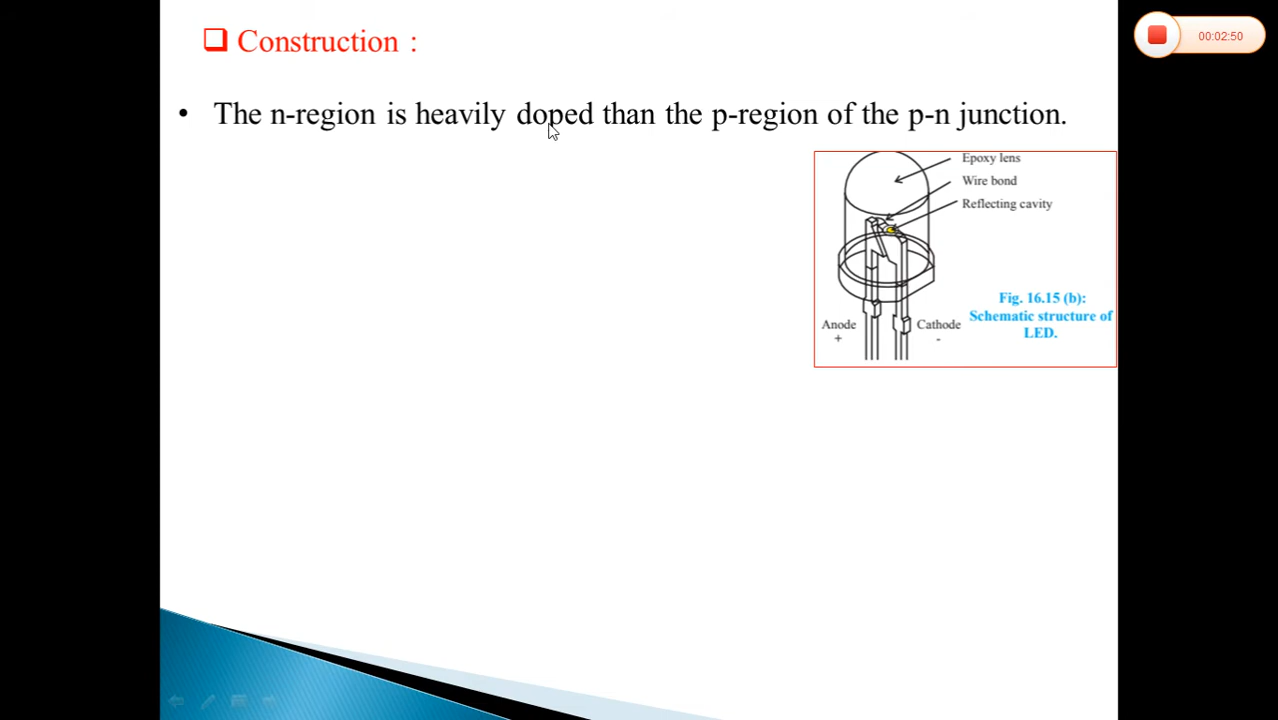 00:02:50
Construction :
• The n-region is heavily doped than the p-region of the p-n junction.
Epoxy lens
Wire bond
Reflecting cavity
Fig. 16.15 (b):
Schematic structure of
LED.
Anode
+
Cathode
-